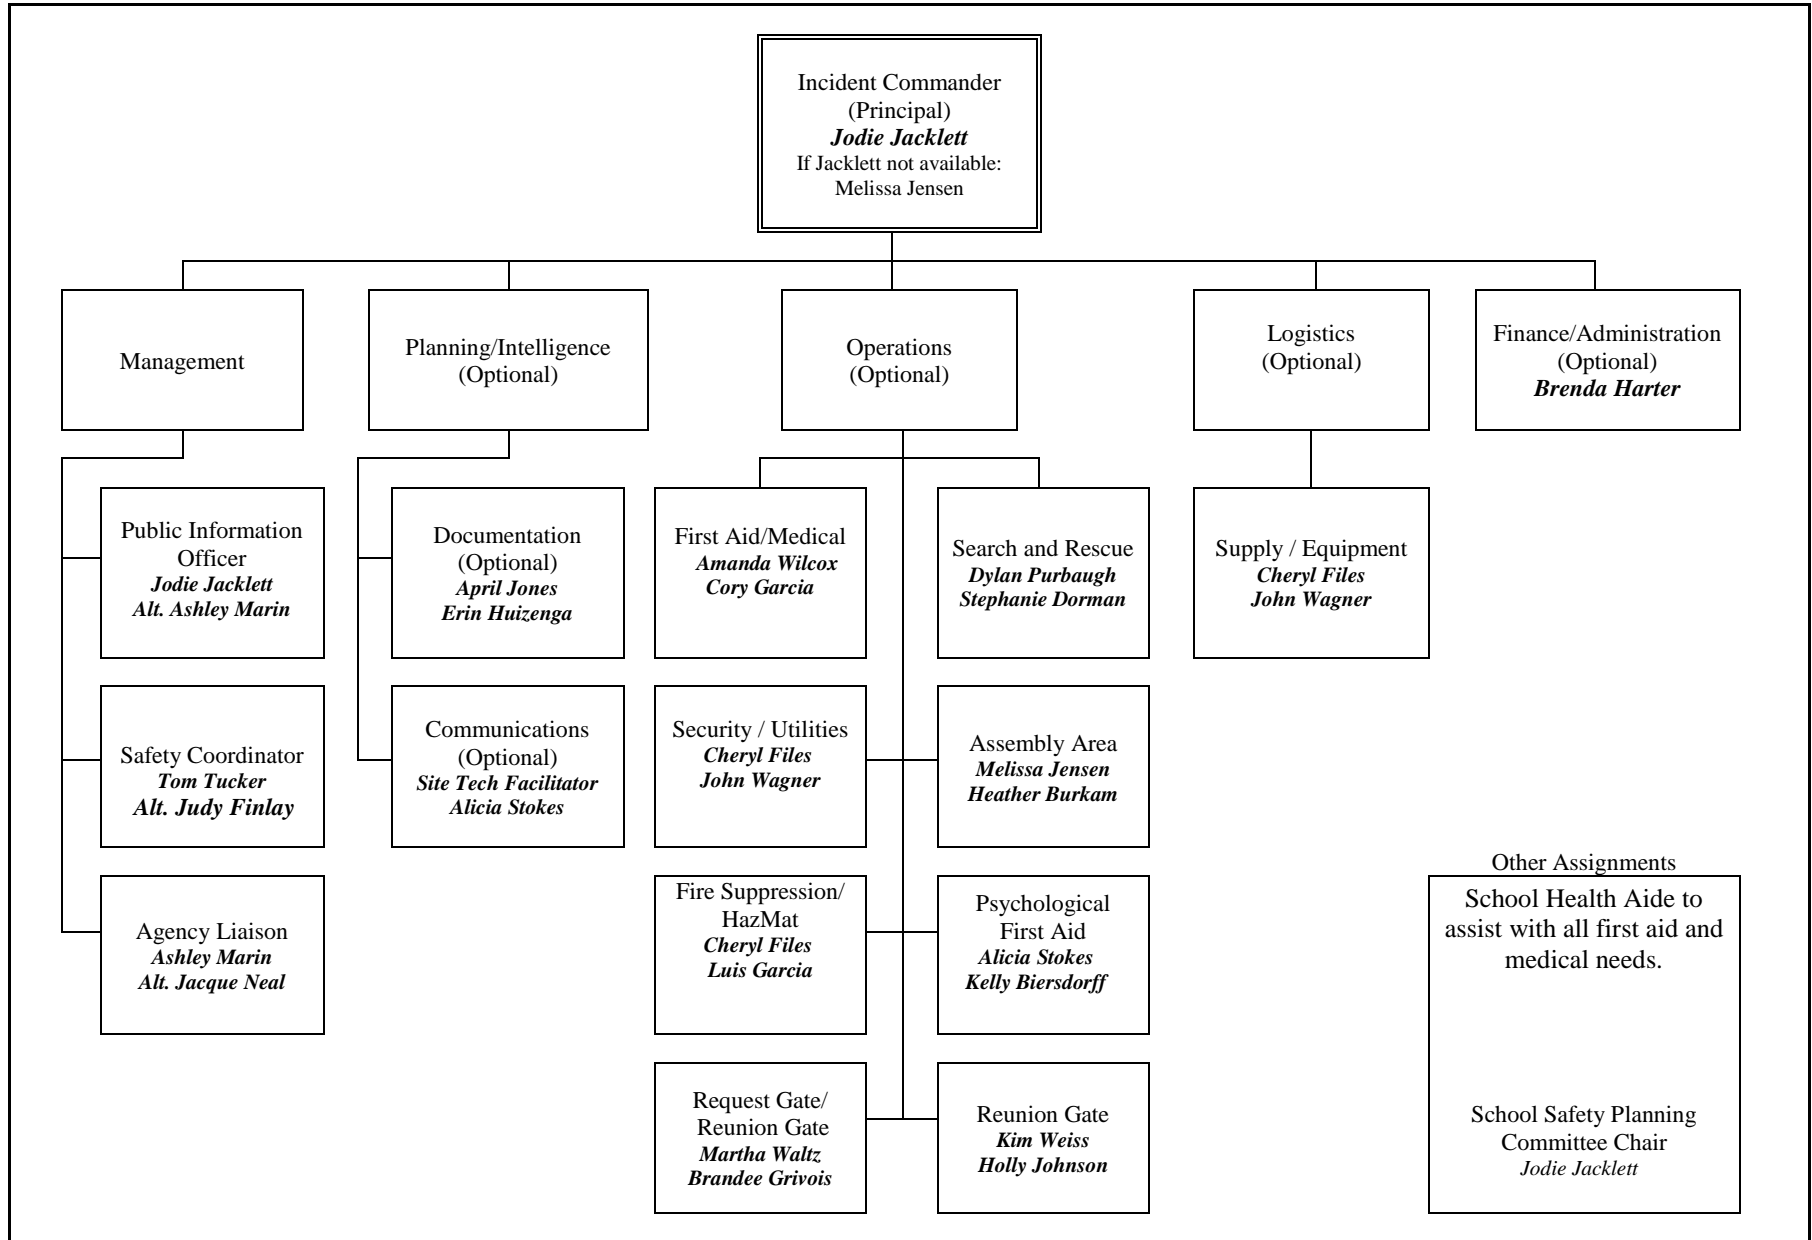 Incident Commander
(Principal)
Jodie Jacklett
If Jacklett not available:
Melissa Jensen
Management
Planning/Intelligence
(Optional)
Operations
(Optional)
Logistics
(Optional)
Finance/Administration
(Optional)
Brenda Harter
Public Information
Officer
Jodie Jacklett
Alt. Ashley Marin
Documentation
(Optional)
April Jones
Erin Huizenga
First Aid/Medical
Amanda Wilcox
Cory Garcia
Search and Rescue
Dylan Purbaugh
Stephanie Dorman
Supply / Equipment
Cheryl Files
John Wagner
Safety Coordinator
Tom Tucker
Alt. Judy Finlay
Communications
(Optional)
Site Tech Facilitator
Alicia Stokes
Security / Utilities
Cheryl Files
John Wagner
Assembly Area
Melissa Jensen
Heather Burkam
Agency Liaison
Ashley Marin
Alt. Jacque Neal
Fire Suppression/
HazMat
Cheryl Files
Luis Garcia
Psychological
First Aid
Alicia Stokes
Kelly Biersdorff
Other Assignments
School Health Aide to
assist with all first aid and
medical needs.
Request Gate/
Reunion Gate
Martha Waltz
Brandee Grivois
Reunion Gate
Kim Weiss
Holly Johnson
School Safety Planning
Committee Chair
Jodie Jacklett